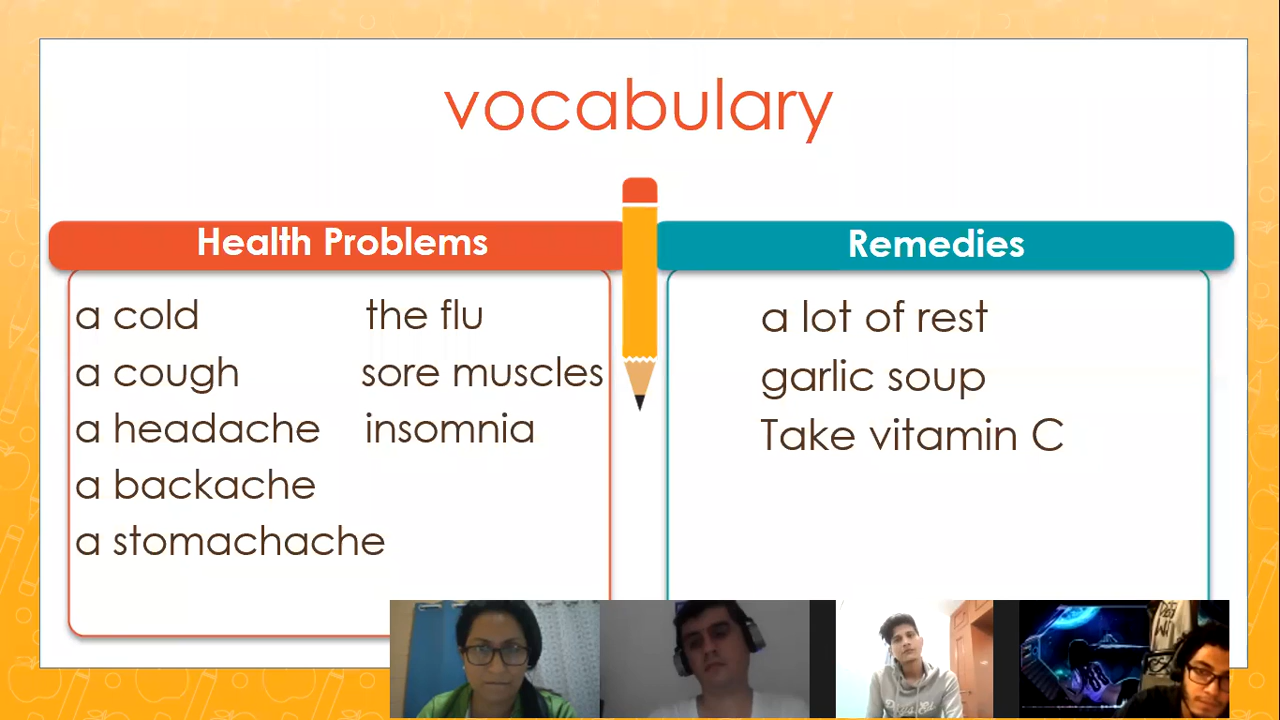 vocabulary
Health Problems
a cold
a cough
a headache
a backache
a stomachache
the flu
sore muscles
insomnia
Remedies
a lot of rest
garlic soup
Take vitamin C